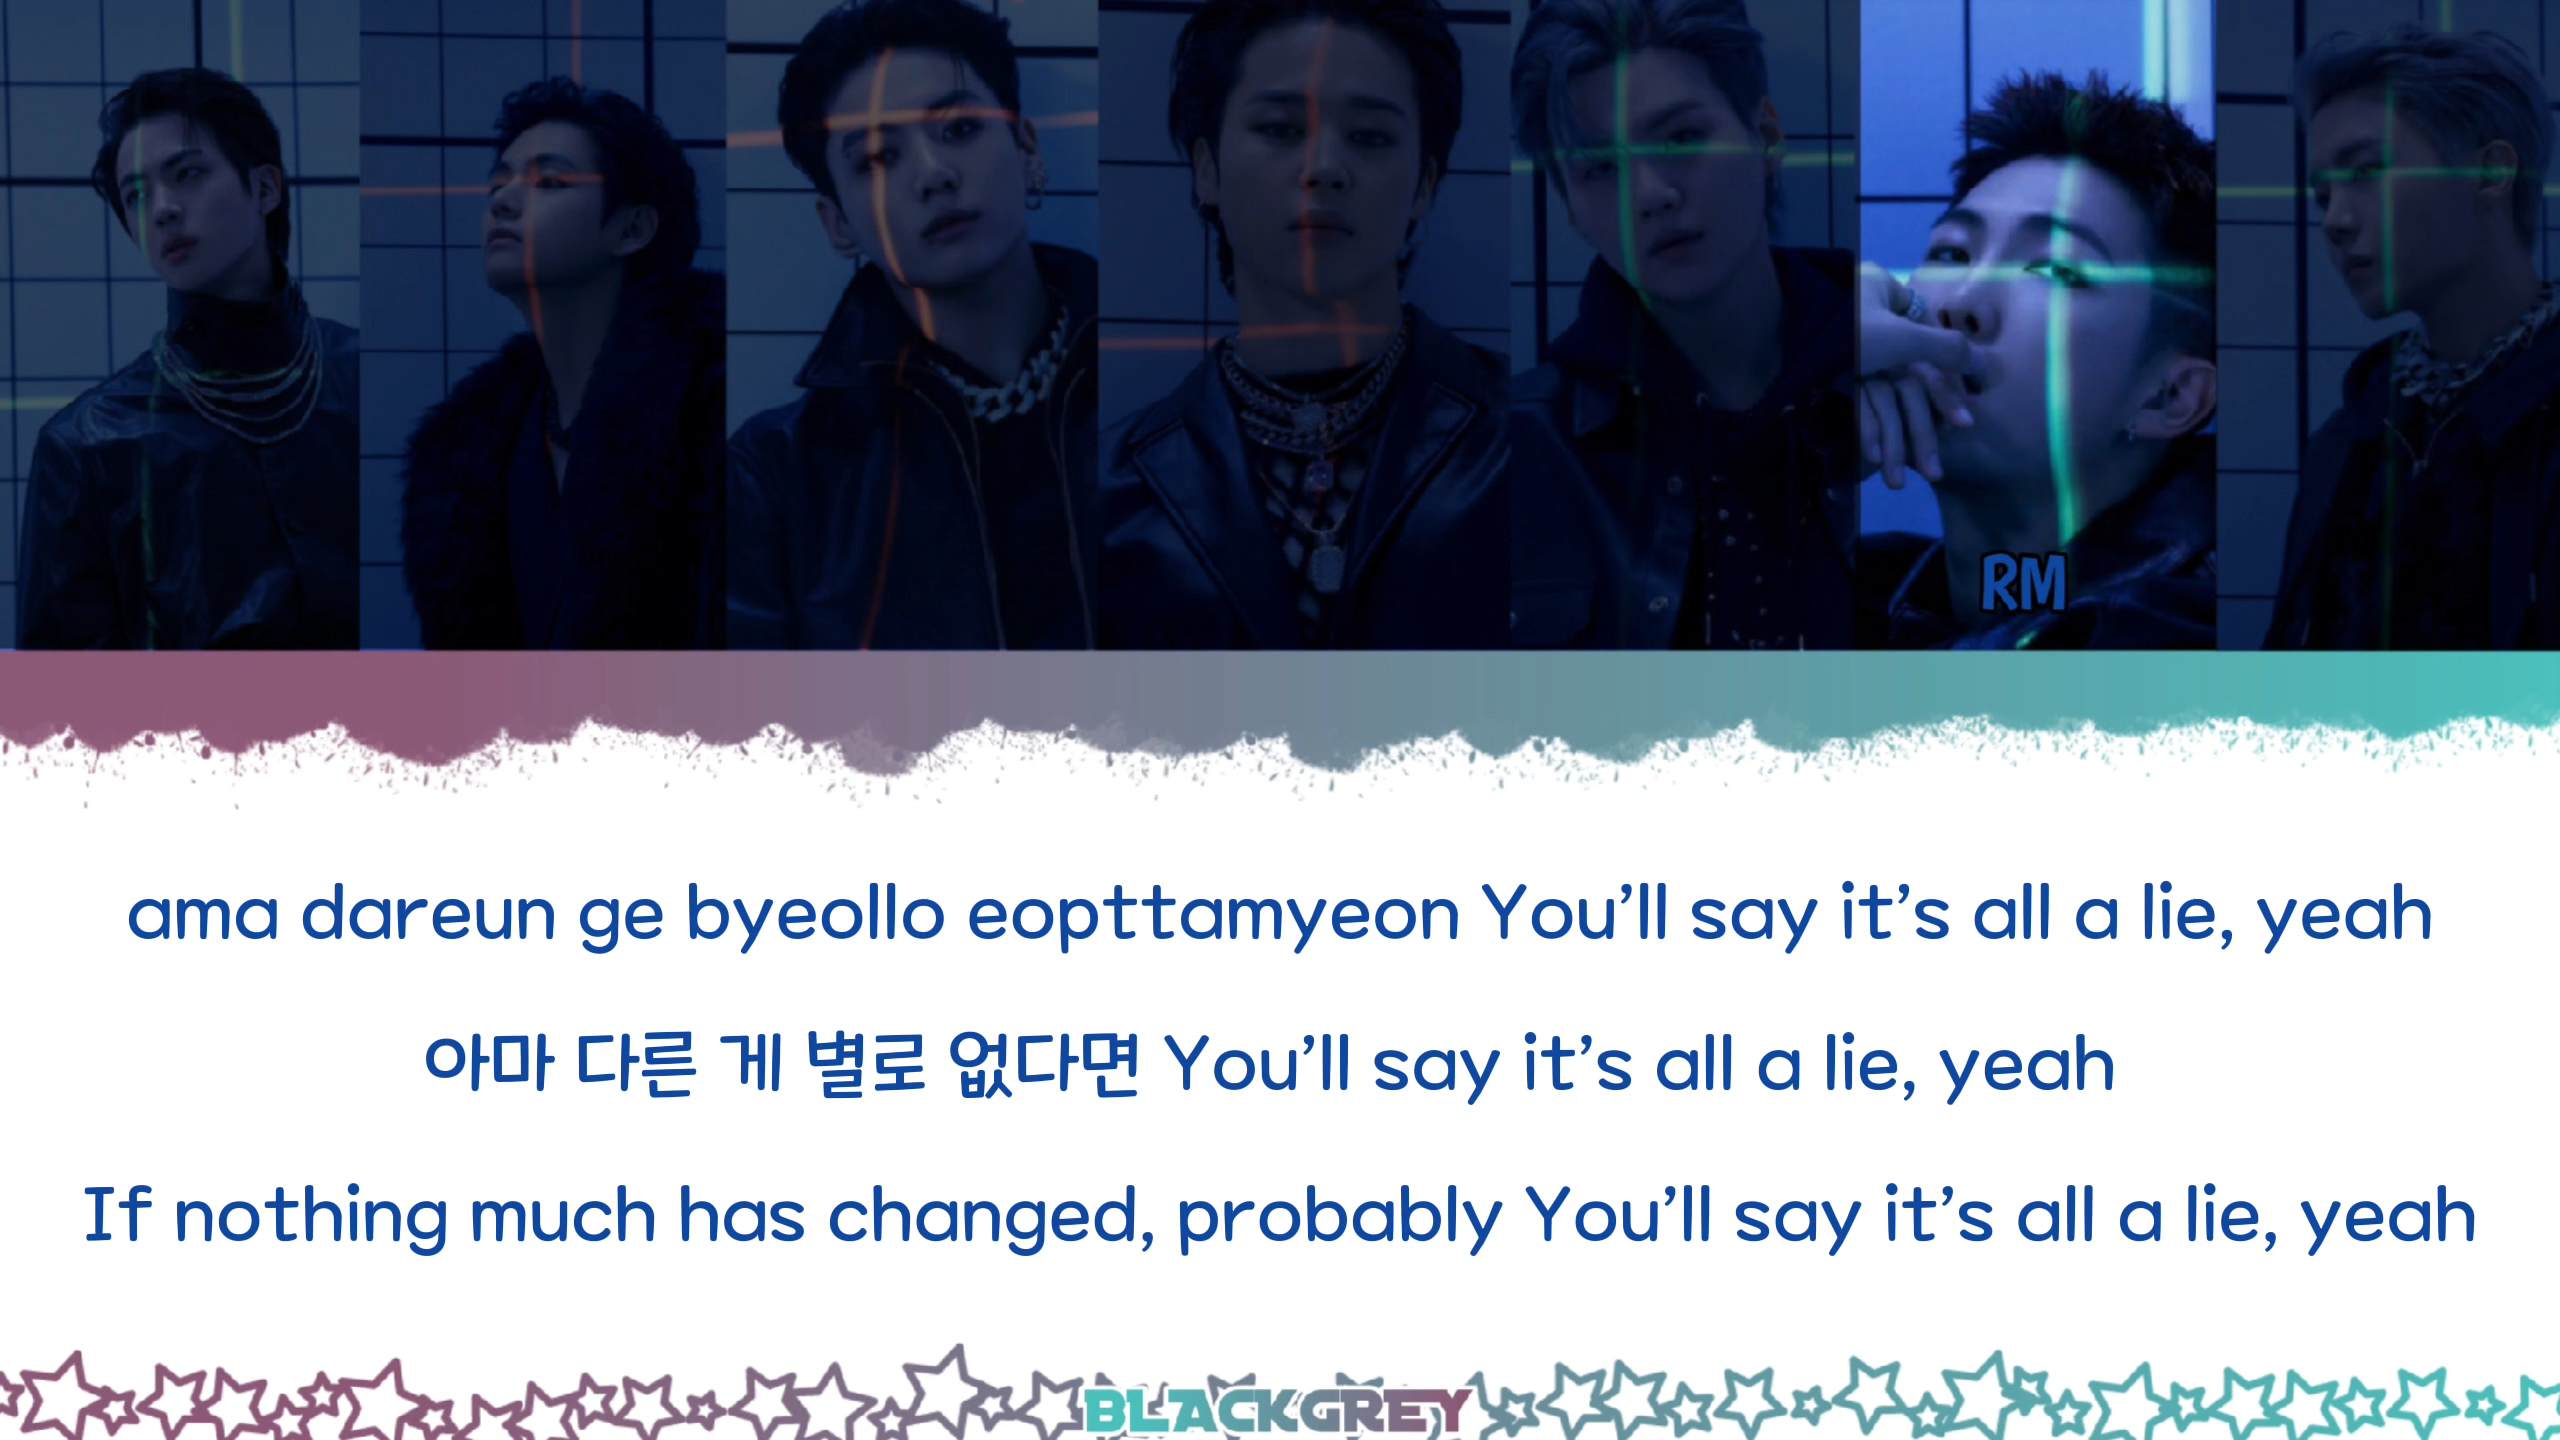 RM
ama dareun ge byeollo eopttamyeon You’ll say it’s all a lie, yeah
아마 다른 게 별로 없다면 You’ll say it’s all a lie, yeah
If nothing much has changed, probably You’ll say it’s all a lie, yeah
BLACKGREY